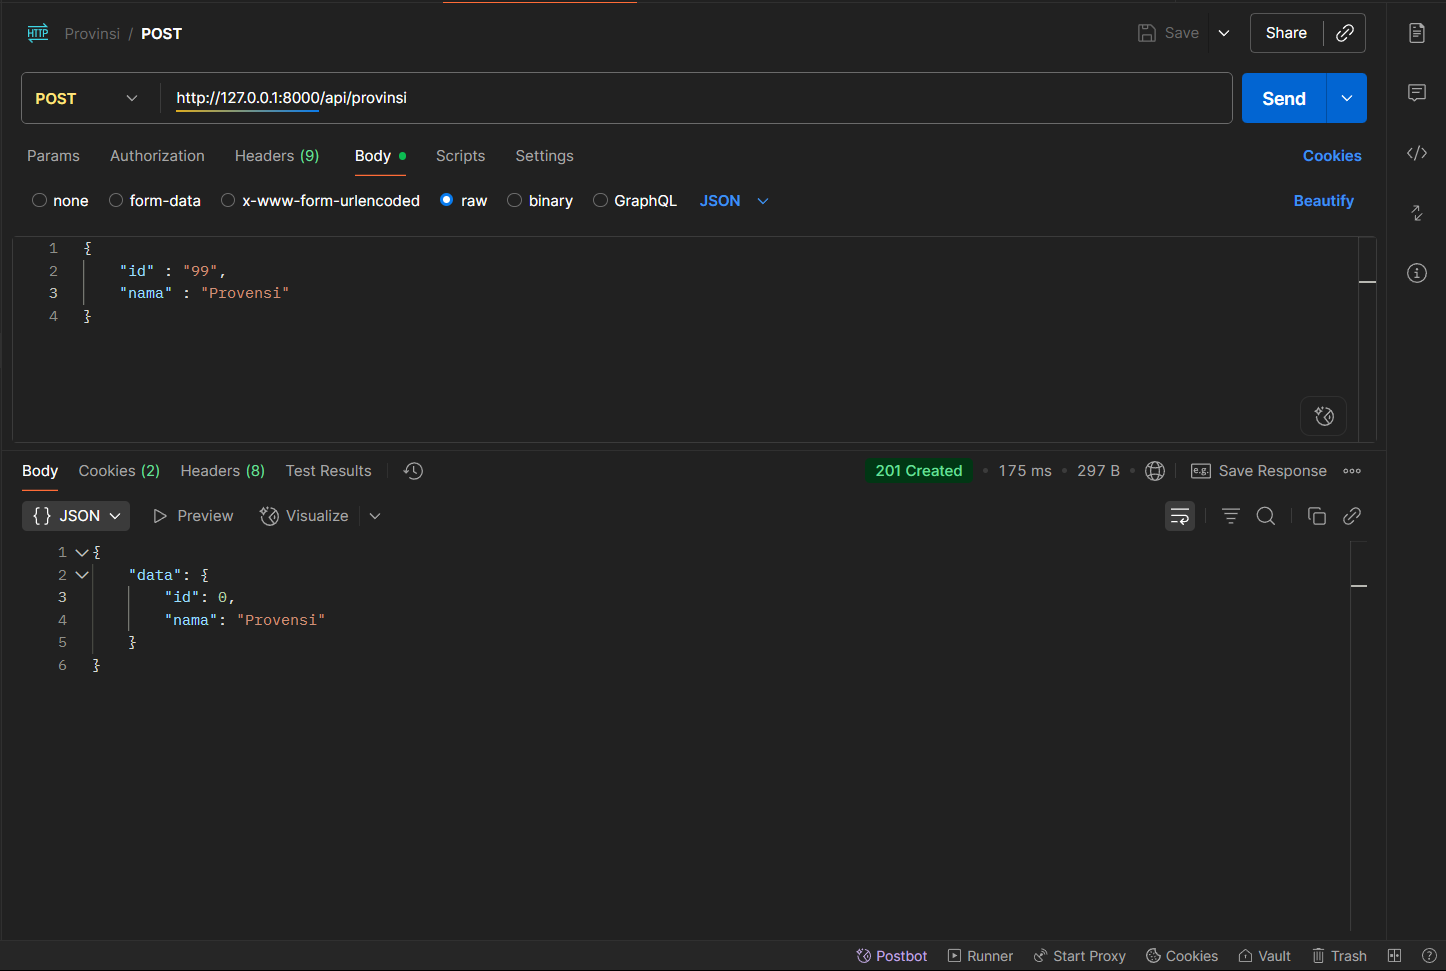 HTTP Provinsi / POST Save Share
POST http://127.0.0.1:8000/api/provinsi Send
Params Authorization Headers (9) Body Scripts Settings Cookies
none form-data x-www-form-urlencoded raw binary GraphQL JSON Beautify
1 {
2 "id" : "99",
3 "nama" : "Provensi"
4 }
Body Cookies (2) Headers (8) Test Results 201 Created • 175 ms • 297 B • e.g. Save Response
{} JSON Preview Visualize
1 {
2 "data": {
3 "id": 0,
4 "nama": "Provensi"
5 }
6 }
Postbot Runner Start Proxy Cookies Vault Trash